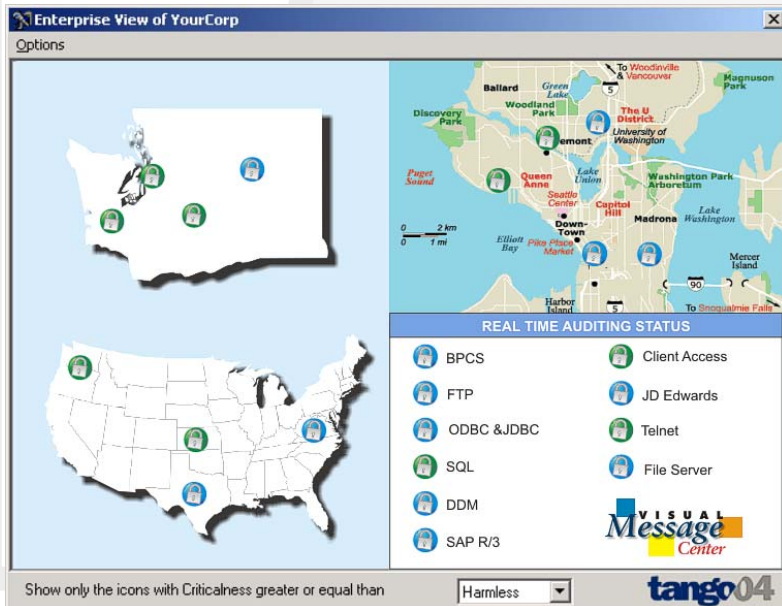 Enterprise View of YourCorp
Options
To Woodinville
& Vancouver
Ballard
Green
Lake
5
Magnuson
Park
Discovery
Park
Woodland
Park
The U
District
University of
Washington
emont
Puget
Sound
Queen
Anne
Lake
Union
Washington Park
Arboretum
Seattle
Center
Capitol
Hill
Lake
Washington
Madrona
0 2 km
0 1 mi
Down-
Town
Elliott
Bay
Pike Place
Market
Mercer
Island
90
Harbor
Island
5
To Snoqualmie Falls
REAL TIME AUDITING STATUS
BPCS
Client Access
FTP
JD Edwards
ODBC &JDBC
Telnet
SQL
File Server
DDM
SAP R/3
VISUAL
Message
Center
Show only the icons with Criticalness greater or equal than
Harmless
tango04